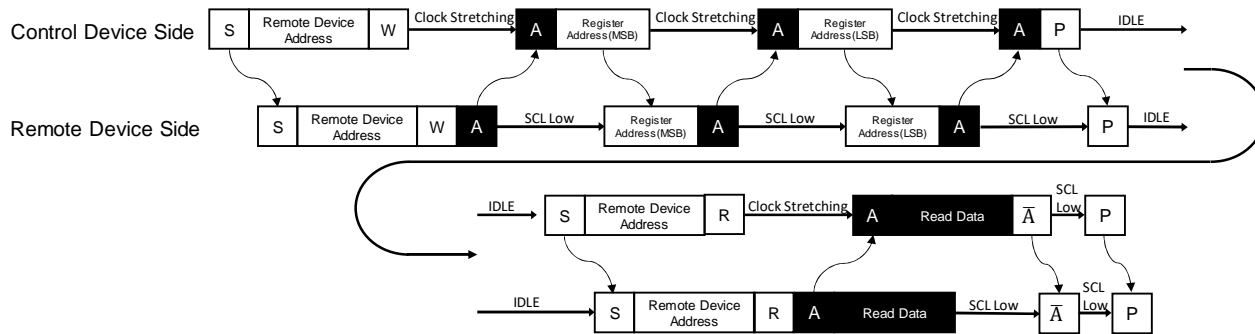 Control Device Side
S
Remote Device
Address
W
Clock Stretching
A
Register
Address(MSB)
Clock Stretching
A
Register
Address(LSB)
Clock Stretching
A
P
IDLE
Remote Device Side
S
Remote Device
Address
W
A
SCL Low
Register
Address(MSB)
A
SCL Low
Register
Address(LSB)
A
SCL Low
P
IDLE
IDLE
S
Remote Device
Address
R
Clock Stretching
A
Read Data
A̅
SCL
Low
P
IDLE
S
Remote Device
Address
R
A
Read Data
SCL Low
A̅
SCL
Low
P